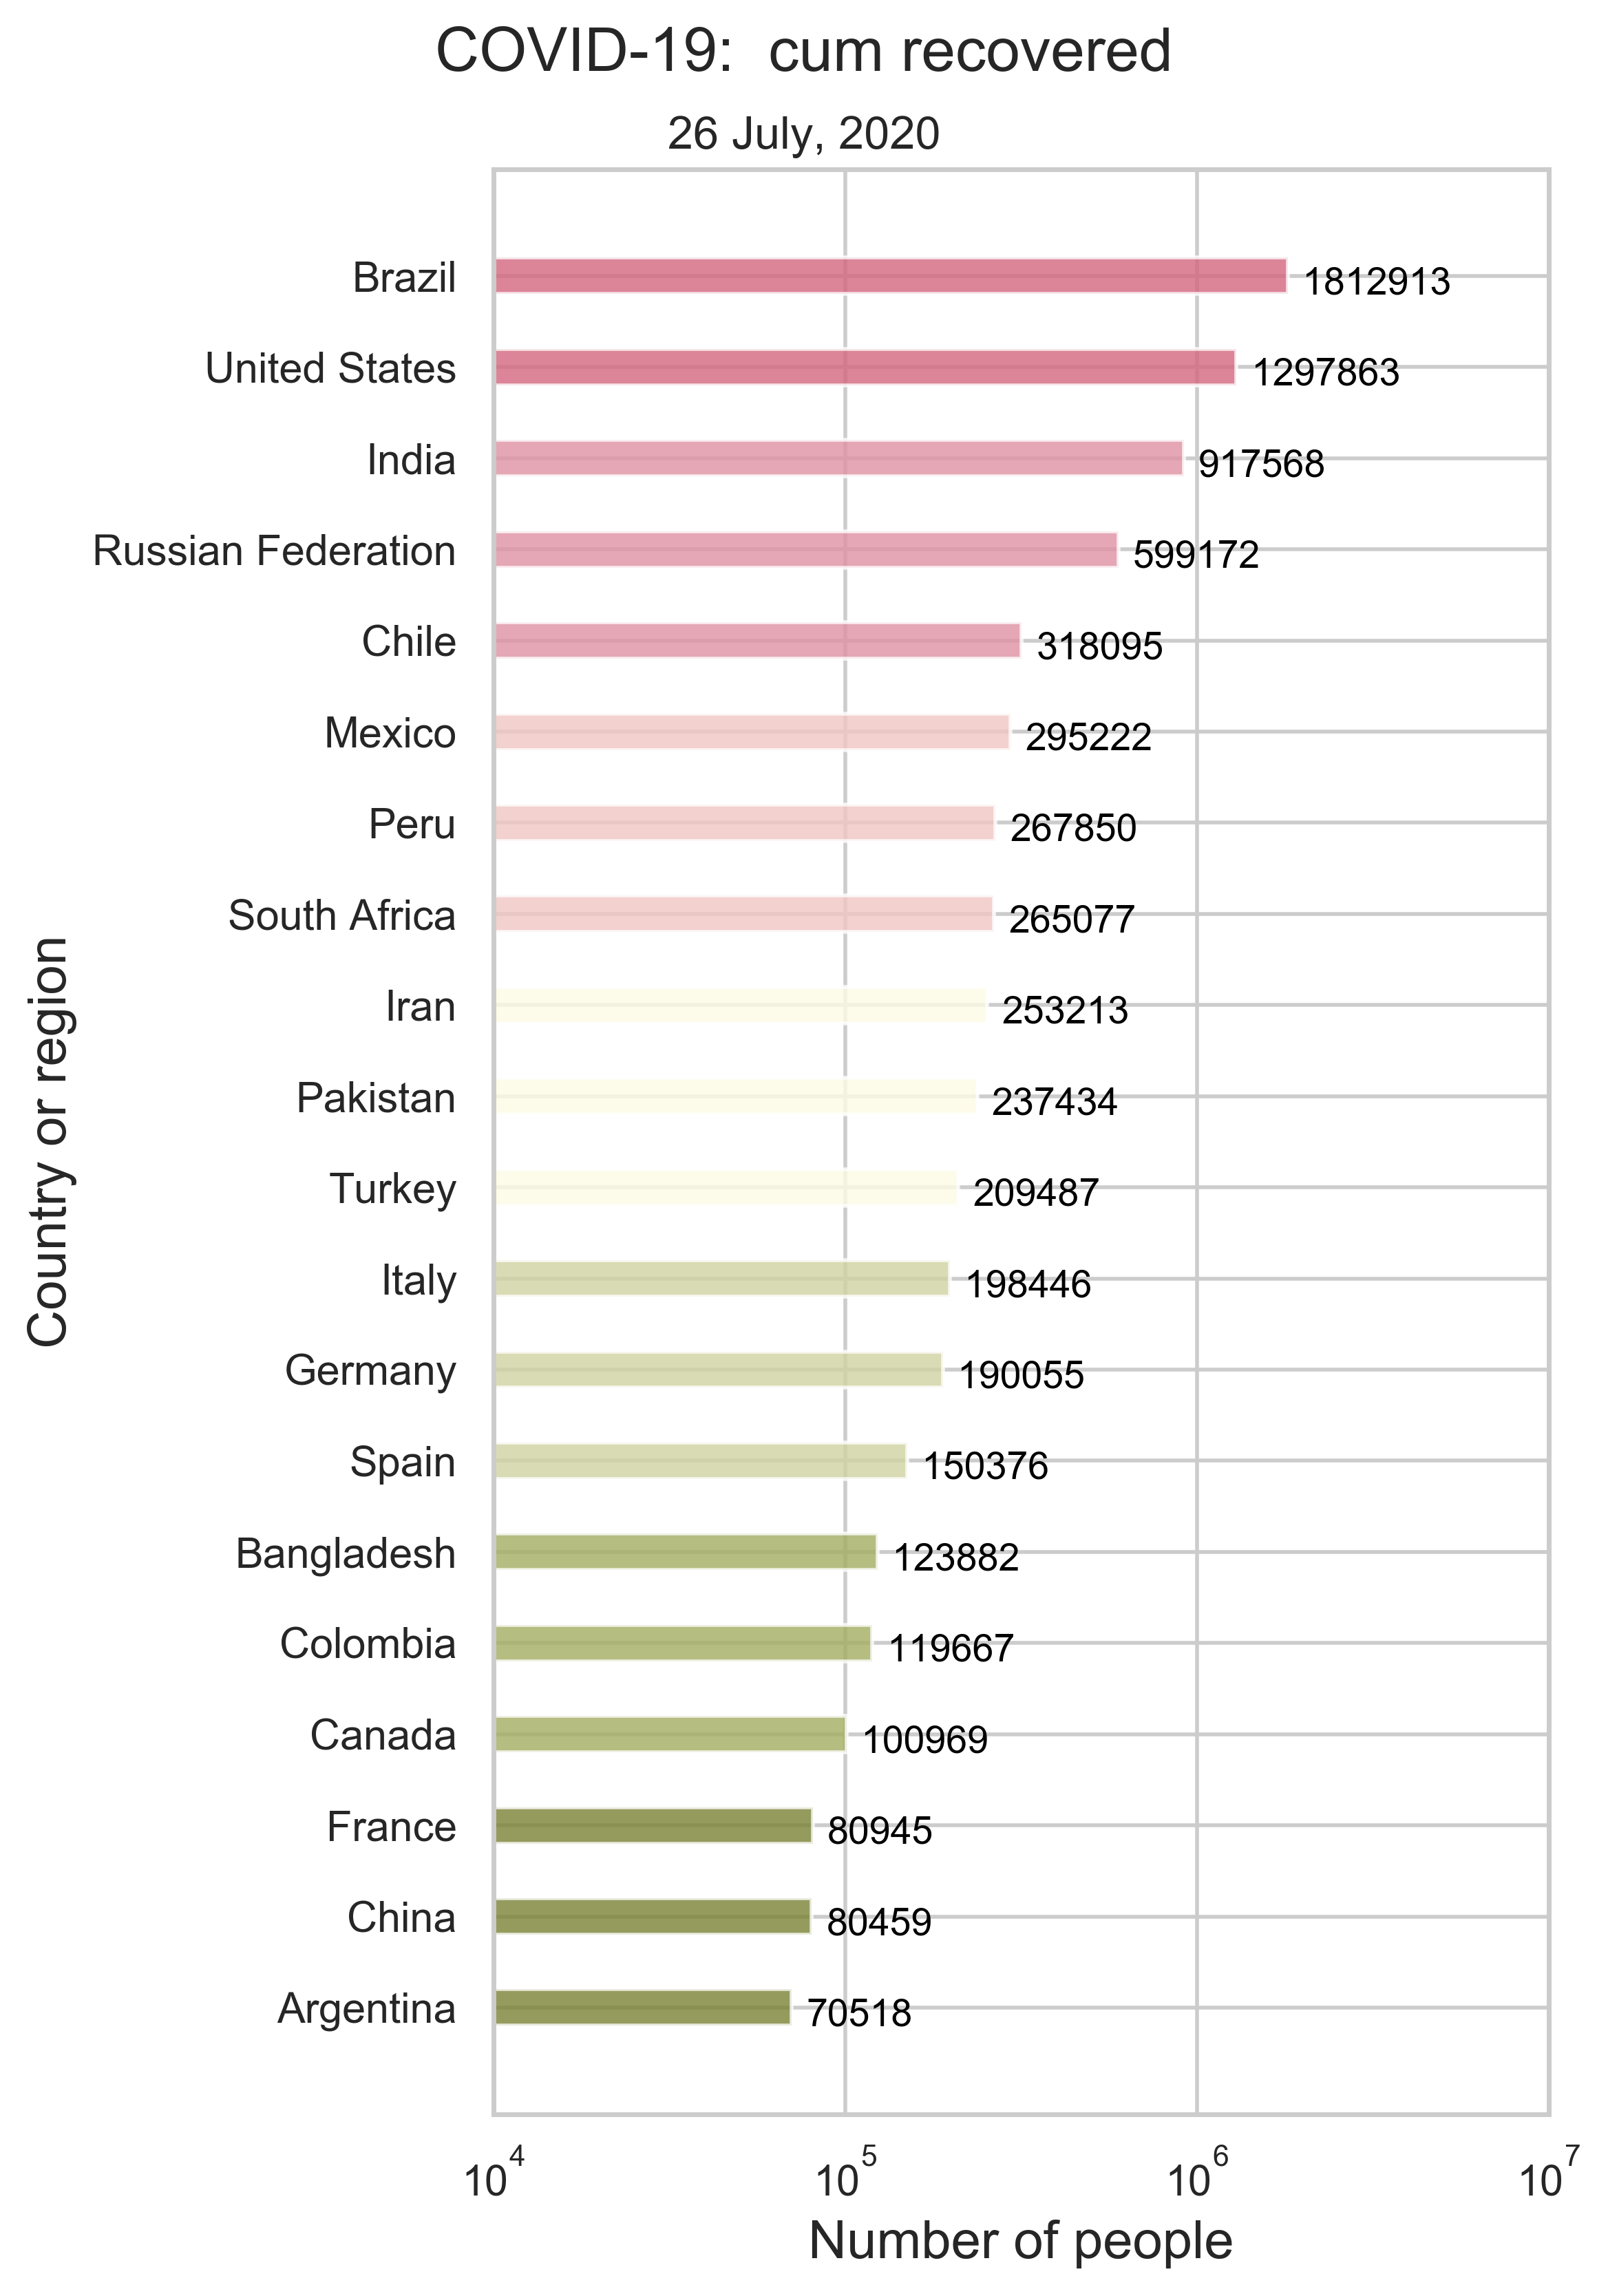 COVID-19:  cum recovered
26 July, 2020
Brazil 1812913
United States 1297863
India 917568
Russian Federation 599172
Chile 318095
Mexico 295222
Peru 267850
South Africa 265077
Iran 253213
Pakistan 237434
Turkey 209487
Italy 198446
Germany 190055
Spain 150376
Bangladesh 123882
Colombia 119667
Canada 100969
France 80945
China 80459
Argentina 70518
Country or region
10^4 10^5 10^6 10^7
Number of people